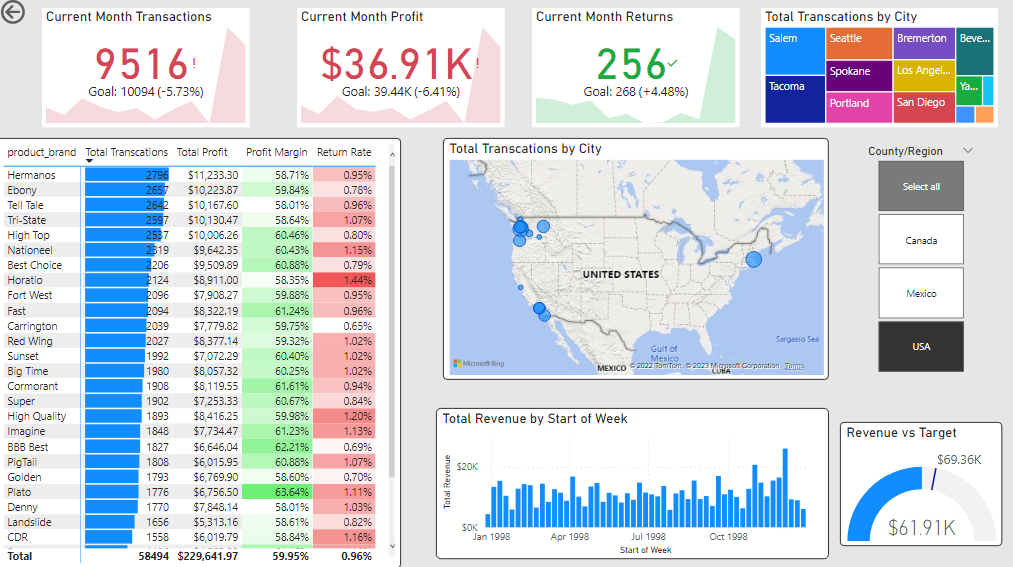 Current Month Transactions
9516!
Goal: 10094 (-5.73%)
Current Month Profit
$36.91K!
Goal: 39.44K (-6.41%)
Current Month Returns
256
Goal: 268 (+4.48%)
Total Transcations by City
Salem
Seattle
Bremerton
Beve...
Tacoma
Spokane
Los Angel...
Ya...
Portland
San Diego
product_brand Total Transcations Total Profit Profit Margin Return Rate
Hermanos 2796 $11,233.30 58.71% 0.95%
Ebony 2657 $10,223.87 59.84% 0.78%
Tell Tale 2642 $10,167.60 58.01% 0.96%
Tri-State 2597 $10,130.47 58.64% 1.07%
High Top 2537 $10,006.26 60.46% 0.80%
Nationeel 2319 $9,642.35 60.43% 1.15%
Best Choice 2206 $9,509.89 60.88% 0.79%
Horatio 2124 $8,911.00 58.35% 1.44%
Fort West 2096 $7,908.27 59.88% 0.95%
Fast 2094 $8,322.19 61.24% 0.96%
Carrington 2039 $7,779.82 59.75% 0.65%
Red Wing 2027 $8,377.14 59.32% 1.02%
Sunset 1992 $7,072.29 60.40% 1.02%
Big Time 1980 $8,057.32 60.25% 1.02%
Cormorant 1908 $8,119.55 61.61% 0.94%
Super 1902 $7,253.33 60.67% 0.84%
High Quality 1893 $8,416.25 59.98% 1.20%
Imagine 1848 $7,734.47 61.23% 1.13%
BBB Best 1827 $6,646.04 62.21% 0.69%
PigTail 1808 $6,015.95 60.88% 1.07%
Golden 1793 $6,769.90 58.60% 0.70%
Plato 1776 $6,756.50 63.64% 1.11%
Denny 1770 $7,848.14 58.01% 1.03%
Landslide 1656 $5,313.16 58.61% 0.82%
CDR 1558 $6,019.79 58.84% 1.16%
Total 58494 $229,641.97 59.95% 0.96%
Total Transcations by City
UNITED STATES
Sargasso Sea
Gulf of
Mexico
MEXICO
CUBA
Microsoft Bing
© 2022 TomTom, © 2023 Microsoft Corporation Terms
County/Region
Select all
Canada
Mexico
USA
Total Revenue by Start of Week
Total Revenue
$20K
$0K
Jan 1998 Apr 1998 Jul 1998 Oct 1998
Start of Week
Revenue vs Target
$69.36K
$61.91K